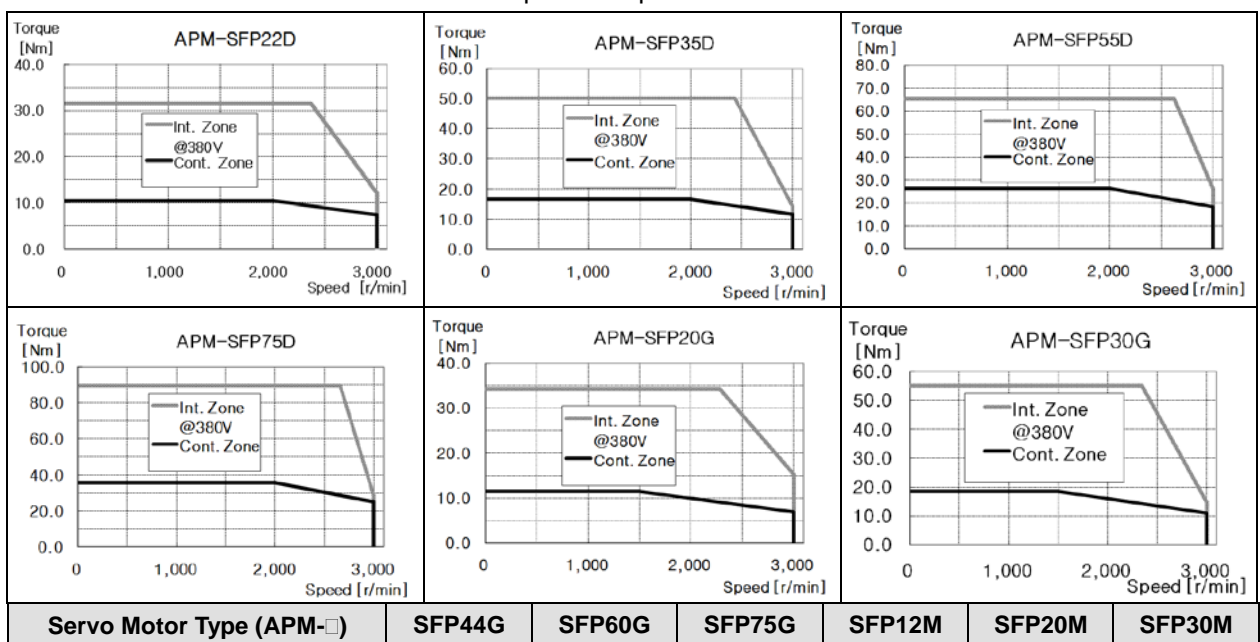 Torque
[Nm]
APM-SFP22D
40.0
30.0
20.0
10.0
0.0
Int. Zone
@380V
Cont. Zone
0 1,000 2,000 3,000
Speed [r/min]
Torque
[Nm]
APM-SFP35D
60.0
50.0
40.0
30.0
20.0
10.0
0.0
Int. Zone
@380V
Cont. Zone
0 1,000 2,000 3,000
Speed [r/min]
Torque
[Nm]
APM-SFP55D
80.0
70.0
60.0
50.0
40.0
30.0
20.0
10.0
0.0
Int. Zone
@380V
Cont. Zone
0 1,000 2,000 3,000
Speed [r/min]
Torque
[Nm]
APM-SFP75D
100.0
80.0
60.0
40.0
20.0
0.0
Int. Zone
@380V
Cont. Zone
0 1,000 2,000 3,000
Speed [r/min]
Torque
[Nm]
APM-SFP20G
40.0
30.0
20.0
10.0
0.0
Int. Zone
@380V
Cont. Zone
0 1,000 2,000 3,000
Speed [r/min]
Torque
[Nm]
APM-SFP30G
60.0
50.0
40.0
30.0
20.0
10.0
0.0
Int. Zone
@380V
Cont. Zone
0 1,000 2,000 3,000
Speed [r/min]
Servo Motor Type (APM-□) SFP44G SFP60G SFP75G SFP12M SFP20M SFP30M